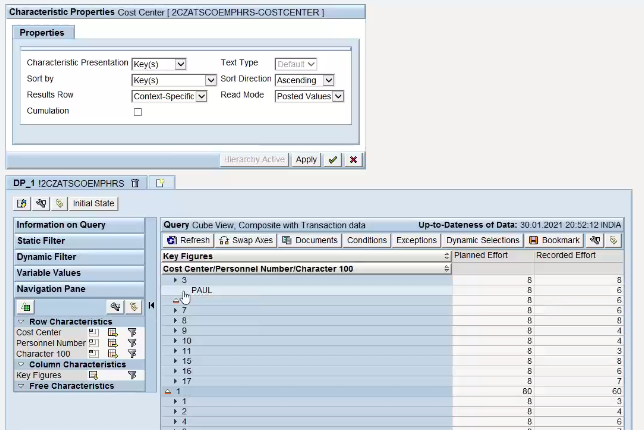 Characteristic Properties Cost Center [ 2CZATSCOEMPHRS-COSTCENTER ]
Properties
Characteristic Presentation Key(s) Text Type Default
Sort by Key(s) Sort Direction Ascending
Results Row Context-Specific Read Mode Posted Values
Cumulation
Hierarchy Active Apply
DP_1 !2CZATSCOEMPHRS
Initial State
Information on Query
Static Filter
Dynamic Filter
Variable Values
Navigation Pane
Row Characteristics
Cost Center
Personnel Number
Character 100
Column Characteristics
Key Figures
Free Characteristics
Query Cube View, Composite with Transaction data Up-to-Dateness of Data: 30.01.2021 20:52:12 INDIA
Refresh Swap Axes Documents Conditions Exceptions Dynamic Selections Bookmark
Key Figures Planned Effort Recorded Effort
Cost Center/Personnel Number/Character 100
3 8 8
PAUL 8 6
8 6
7 8 6
8 8 8
9 8 4
10 8 4
11 8 3
15 8 8
16 8 6
17 8 7
1 80 60
1 8 3
2 8 4
4 8 6